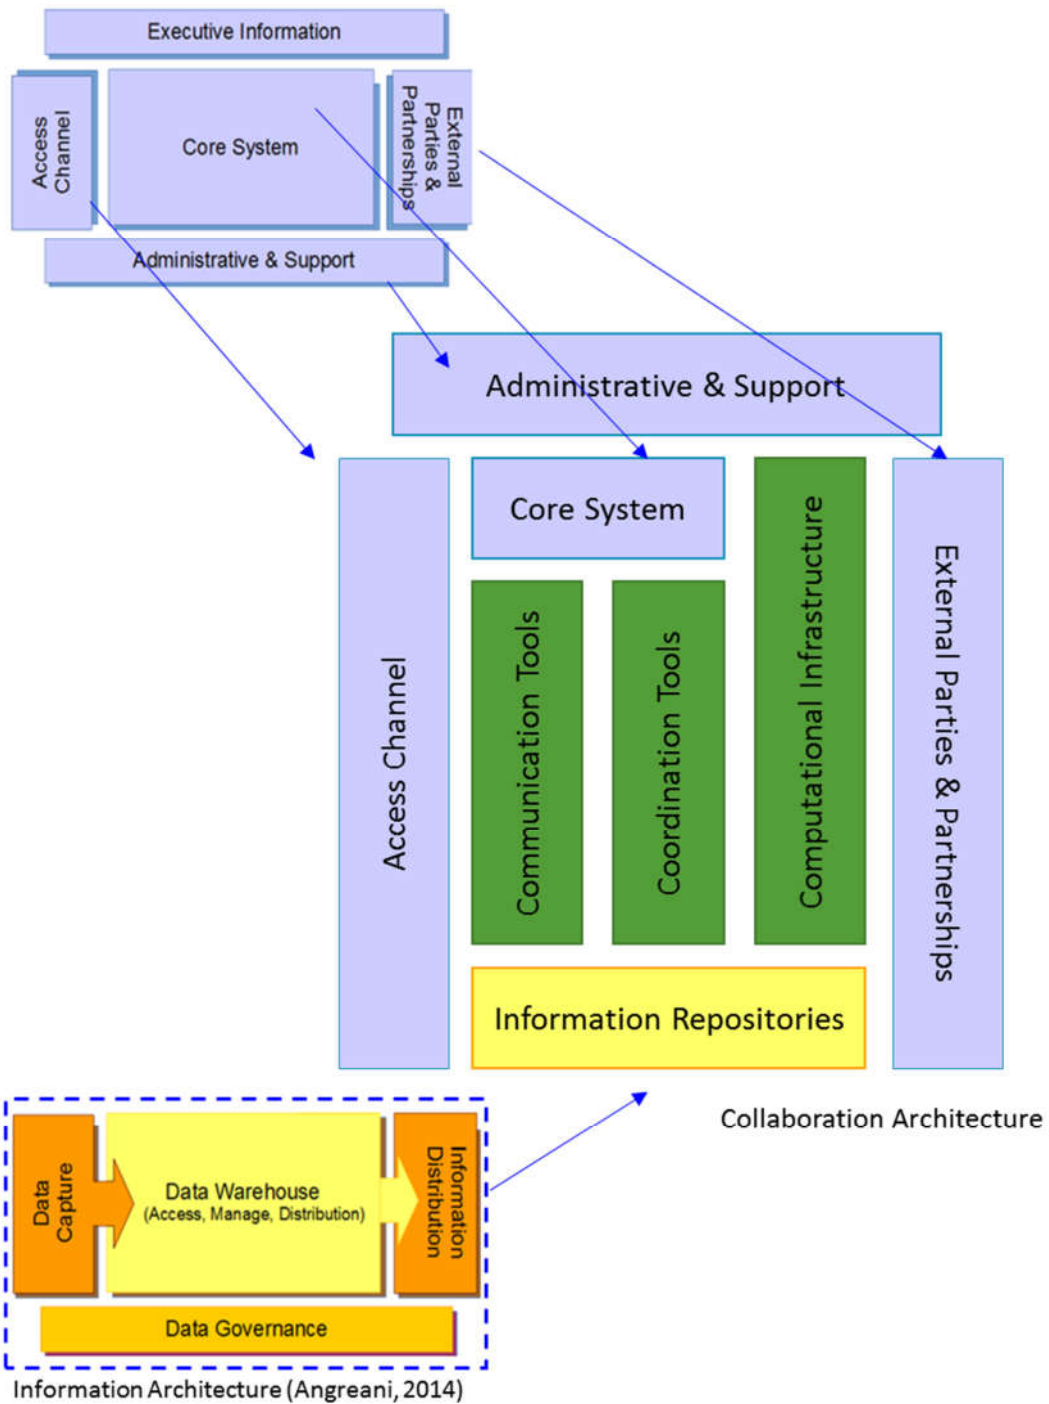 Executive Information
Access
Channel
Core System
External
Parties &
Partnerships
Administrative & Support
Administrative & Support
Access Channel
Core System
Communication Tools
Coordination Tools
Computational Infrastructure
External Parties & Partnerships
Information Repositories
Collaboration Architecture
Data
Capture
Data Warehouse
(Access, Manage, Distribution)
Information
Distribution
Data Governance
Information Architecture (Angreani, 2014)